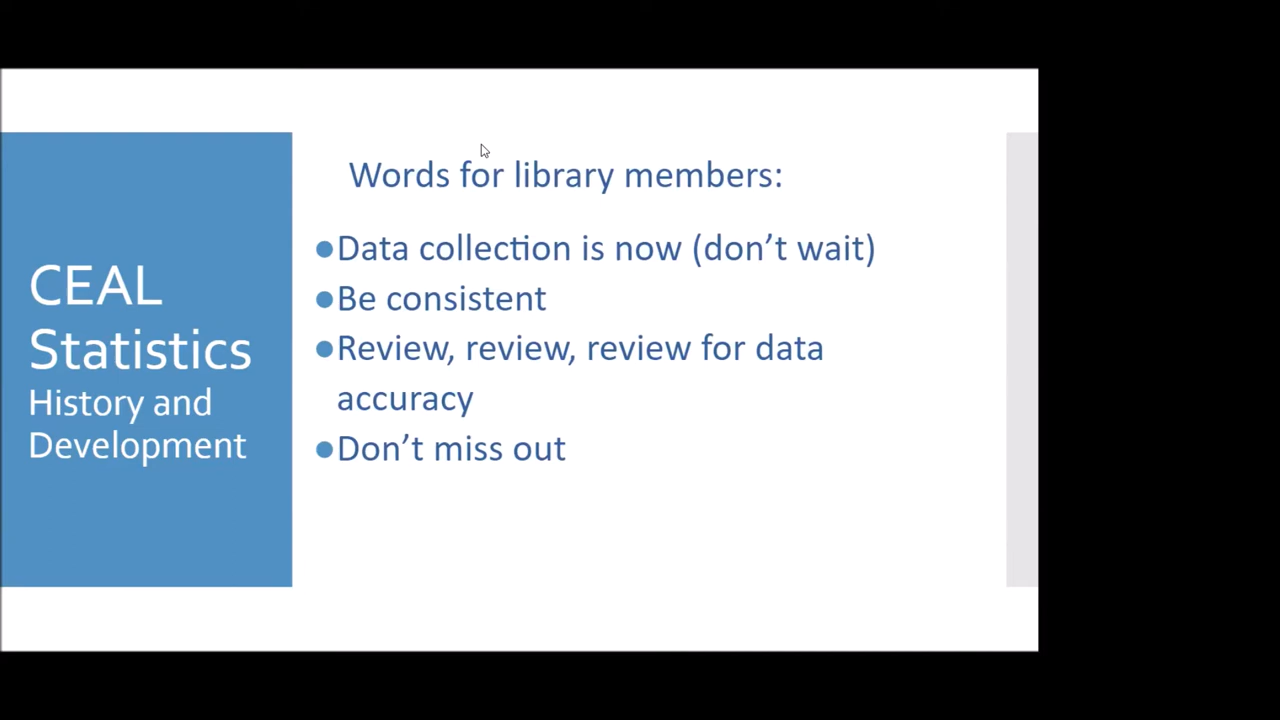 CEAL
Statistics
History and
Development
Words for library members:
●Data collection is now (don’t wait)
●Be consistent
●Review, review, review for data
accuracy
●Don’t miss out